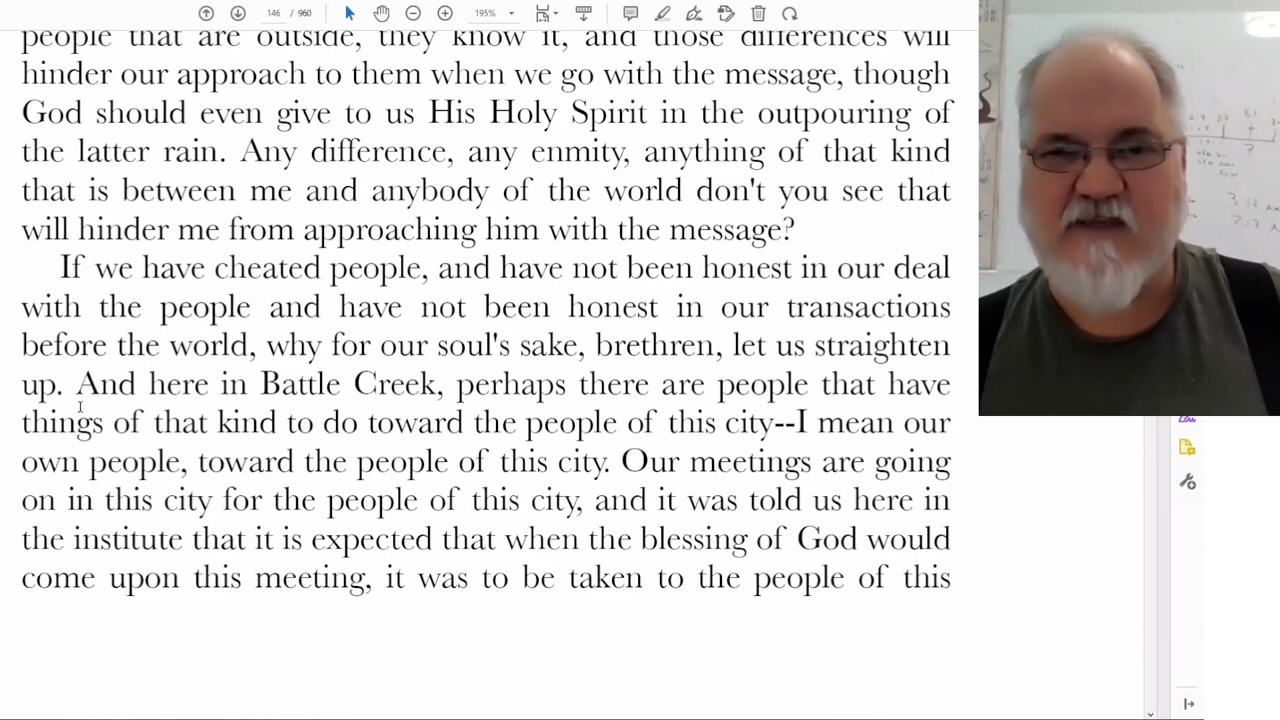 146 / 960
195%
people that are outside, they know it, and those differences will
hinder our approach to them when we go with the message, though
God should even give to us His Holy Spirit in the outpouring of
the latter rain. Any difference, any enmity, anything of that kind
that is between me and anybody of the world don't you see that
will hinder me from approaching him with the message?
If we have cheated people, and have not been honest in our deal
with the people and have not been honest in our transactions
before the world, why for our soul's sake, brethren, let us straighten
up. And here in Battle Creek, perhaps there are people that have
things of that kind to do toward the people of this city--I mean our
own people, toward the people of this city. Our meetings are going
on in this city for the people of this city, and it was told us here in
the institute that it is expected that when the blessing of God would
come upon this meeting, it was to be taken to the people of this